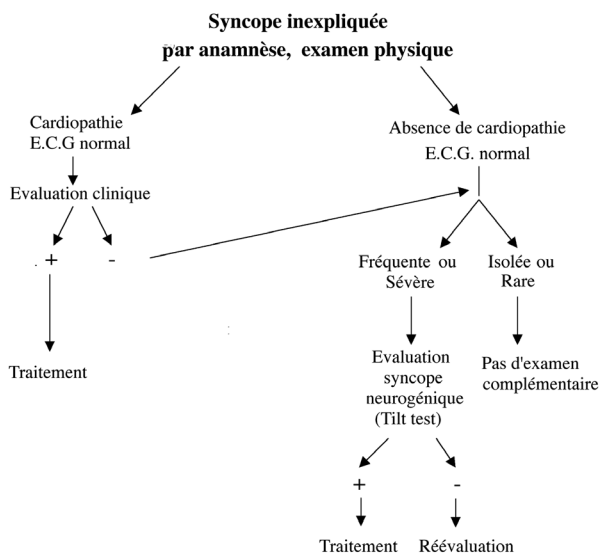 Syncope inexpliquée
par anamnèse, examen physique
Cardiopathie
E.C.G normal
Evaluation clinique
+
-
Traitement
Absence de cardiopathie
E.C.G. normal
Fréquente ou
Sévère
Isolée ou
Rare
Evaluation
syncope
neurogénique
(Tilt test)
Pas d'examen
complémentaire
+
-
Traitement
Réévaluation